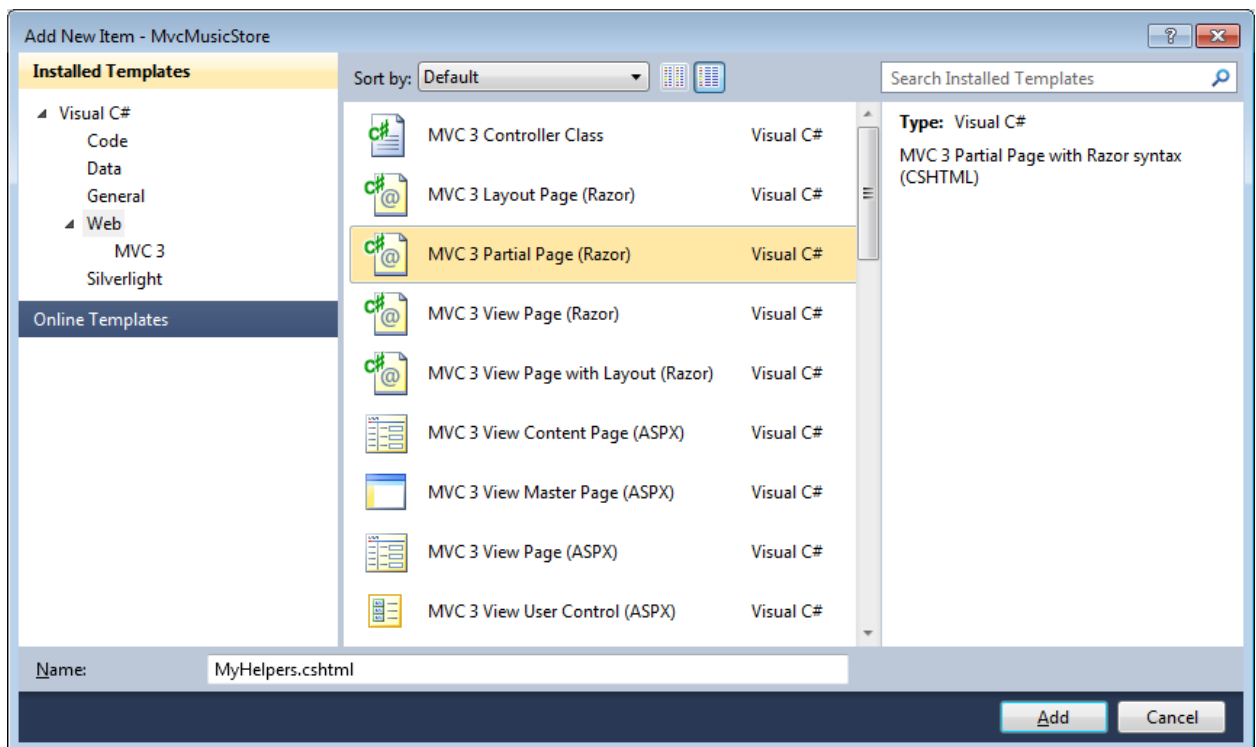 Add New Item - MvcMusicStore
Installed Templates
Visual C#
Code
Data
General
Web
MVC 3
Silverlight
Online Templates
Sort by: Default
MVC 3 Controller Class Visual C#
MVC 3 Layout Page (Razor) Visual C#
MVC 3 Partial Page (Razor) Visual C#
MVC 3 View Page (Razor) Visual C#
MVC 3 View Page with Layout (Razor) Visual C#
MVC 3 View Content Page (ASPX) Visual C#
MVC 3 View Master Page (ASPX) Visual C#
MVC 3 View Page (ASPX) Visual C#
MVC 3 View User Control (ASPX) Visual C#
Search Installed Templates
Type: Visual C#
MVC 3 Partial Page with Razor syntax
(CSHTML)
Name: MyHelpers.cshtml
Add Cancel